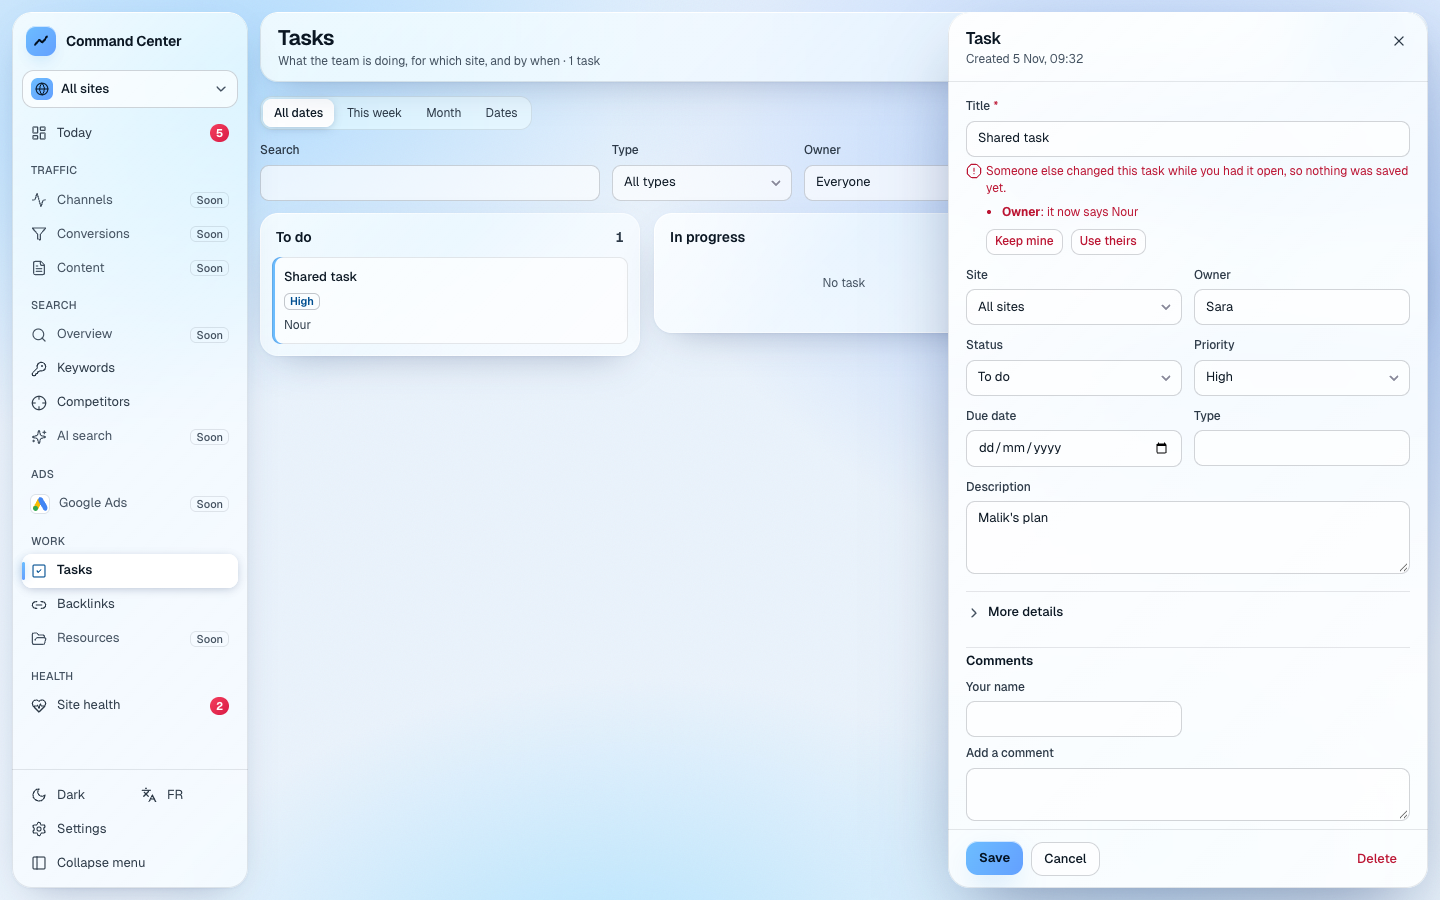 Command Center
All sites
Today
5
TRAFFIC
Channels
Soon
Conversions
Soon
Content
Soon
SEARCH
Overview
Soon
Keywords
Competitors
AI search
Soon
ADS
Google Ads
Soon
WORK
Tasks
Backlinks
Resources
Soon
HEALTH
Site health
2
Dark
FR
Settings
Collapse menu
Tasks
What the team is doing, for which site, and by when · 1 task
All dates
This week
Month
Dates
Search
Type
Owner
All types
Everyone
To do
1
Shared task
High
Nour
In progress
No task
Task
Created 5 Nov, 09:32
Title *
Shared task
Someone else changed this task while you had it open, so nothing was saved
yet.
• Owner: it now says Nour
Keep mine
Use theirs
Site
Owner
All sites
Sara
Status
Priority
To do
High
Due date
Type
dd/mm/yyyy
Description
Malik's plan
More details
Comments
Your name
Add a comment
Save
Cancel
Delete